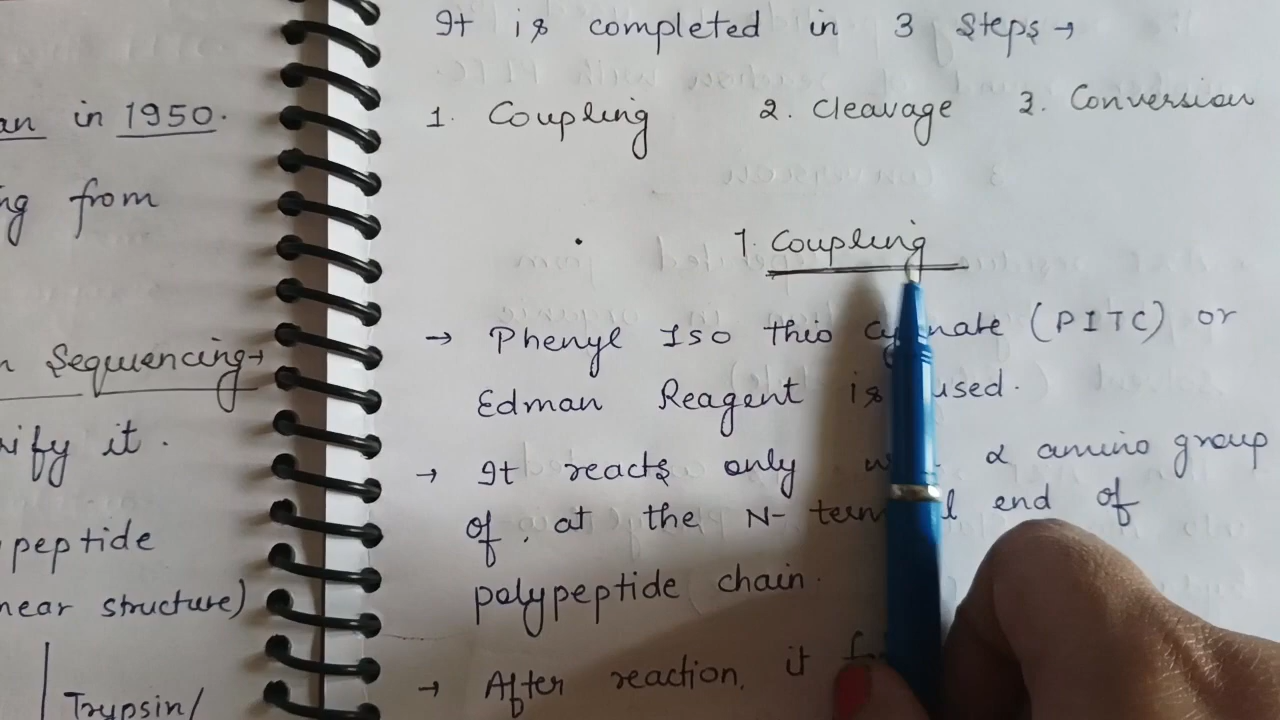 an in 1950.
ng from
n Sequencing→
rify it.
peptide
near structure)
Trypsin/
It is completed in 3 Steps →
1. Coupling 2. Cleavage 3. Conversion
1. Coupling
→ Phenyl Iso thio nate (PITC) or
Edman Reagent is used.
→ It reacts only α amino group
of, at the N- end of
polypeptide chain.
→ After reaction, it